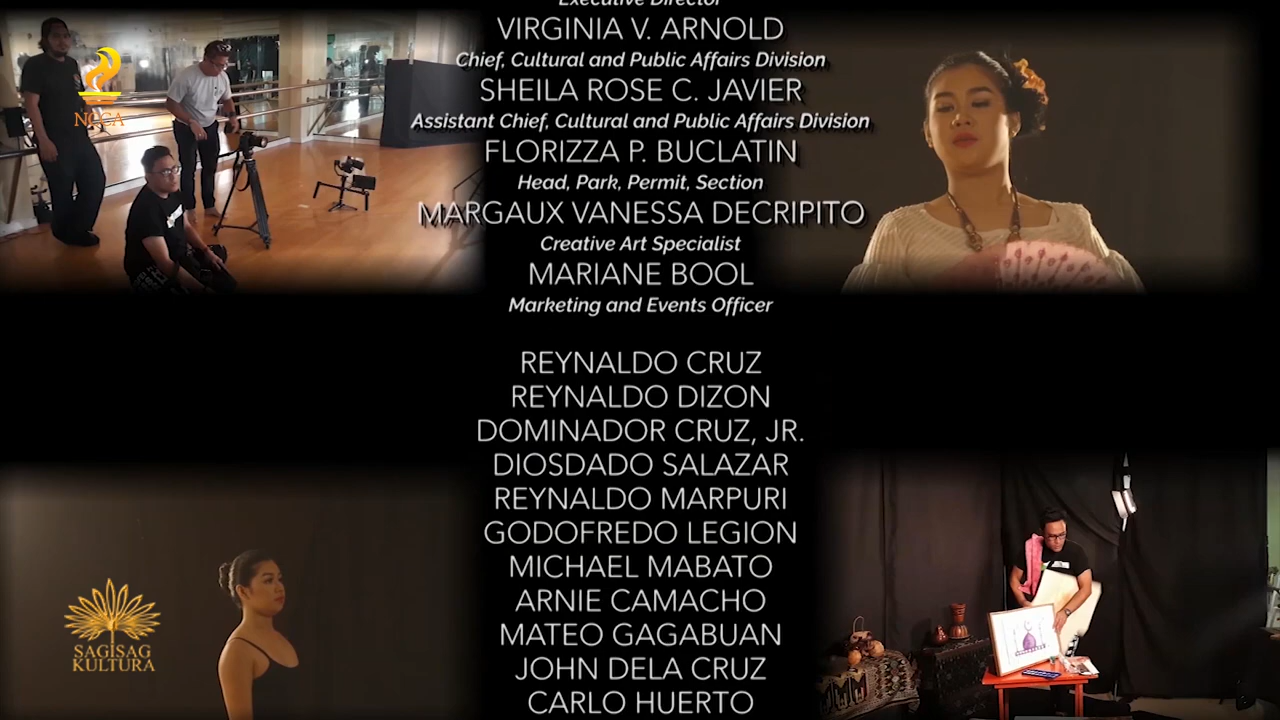 Executive Director
VIRGINIA V. ARNOLD
Chief, Cultural and Public Affairs Division
SHEILA ROSE C. JAVIER
Assistant Chief, Cultural and Public Affairs Division
FLORIZZA P. BUCLATIN
Head, Park, Permit, Section
MARGAUX VANESSA DECRIPITO
Creative Art Specialist
MARIANE BOOL
Marketing and Events Officer
REYNALDO CRUZ
REYNALDO DIZON
DOMINADOR CRUZ, JR.
DIOSDADO SALAZAR
REYNALDO MARPURI
GODOFREDO LEGION
MICHAEL MABATO
ARNIE CAMACHO
MATEO GAGABUAN
JOHN DELA CRUZ
CARLO HUERTO
NCCA
SAGISAG
KULTURA